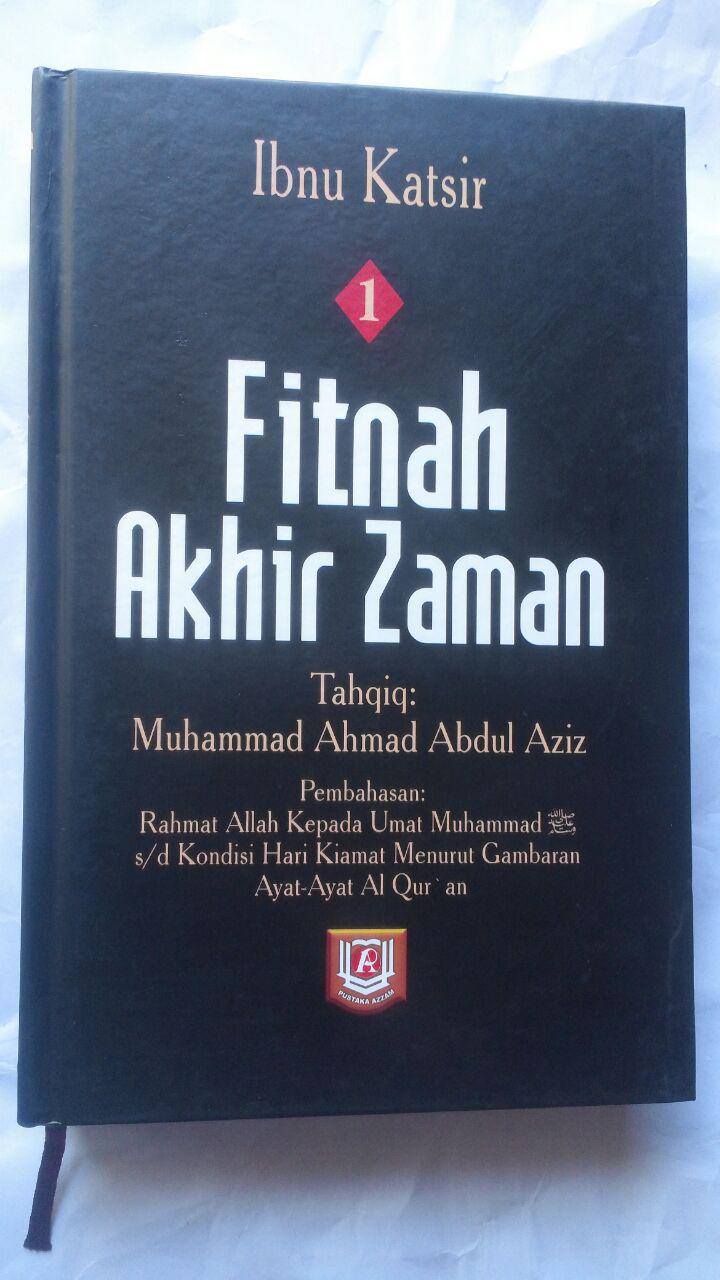 Ibnu Katsir
1
Fitnah
Akhir Zaman
Tahqiq:
Muhammad Ahmad Abdul Aziz
Pembahasan:
Rahmat Allah Kepada Umat Muhammad ﷺ
s/d Kondisi Hari Kiamat Menurut Gambaran
Ayat-Ayat Al Qur`an
PUSTAKA AZZAM